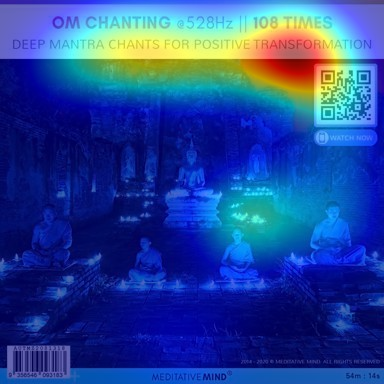 OM CHANTING @528Hz || 108 TIMES
DEEP MANTRA CHANTS FOR POSITIVE TRANSFORMATION
WATCH NOW
MEDITATIVE MIND®
54m : 14s